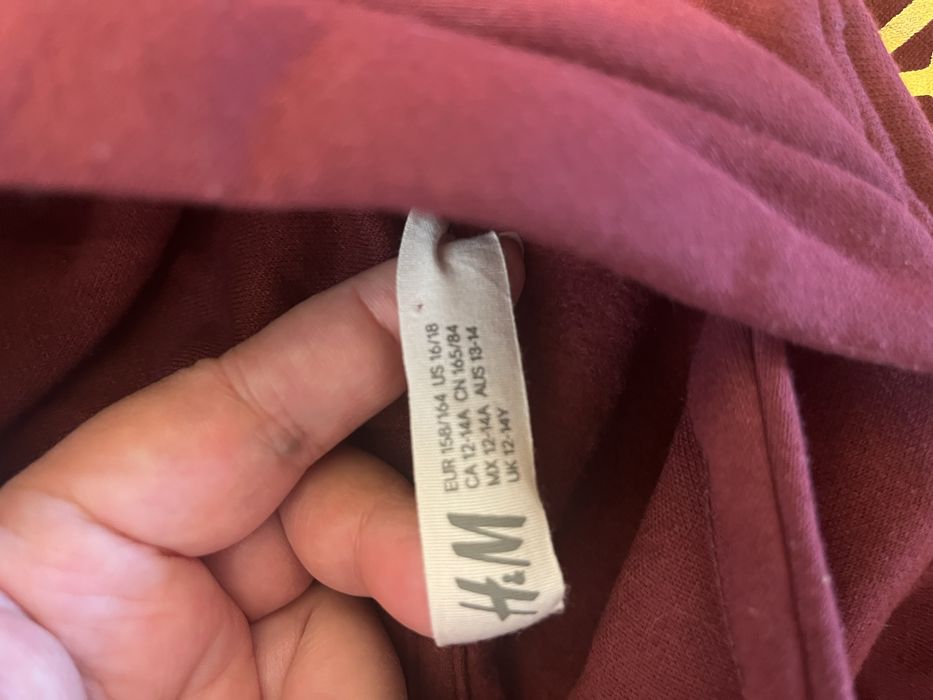 H&M
EUR 158/164 US 16/18
CA 12-14A CN 165/84
MX 12-14A AUS 13-14
UK 12-14Y